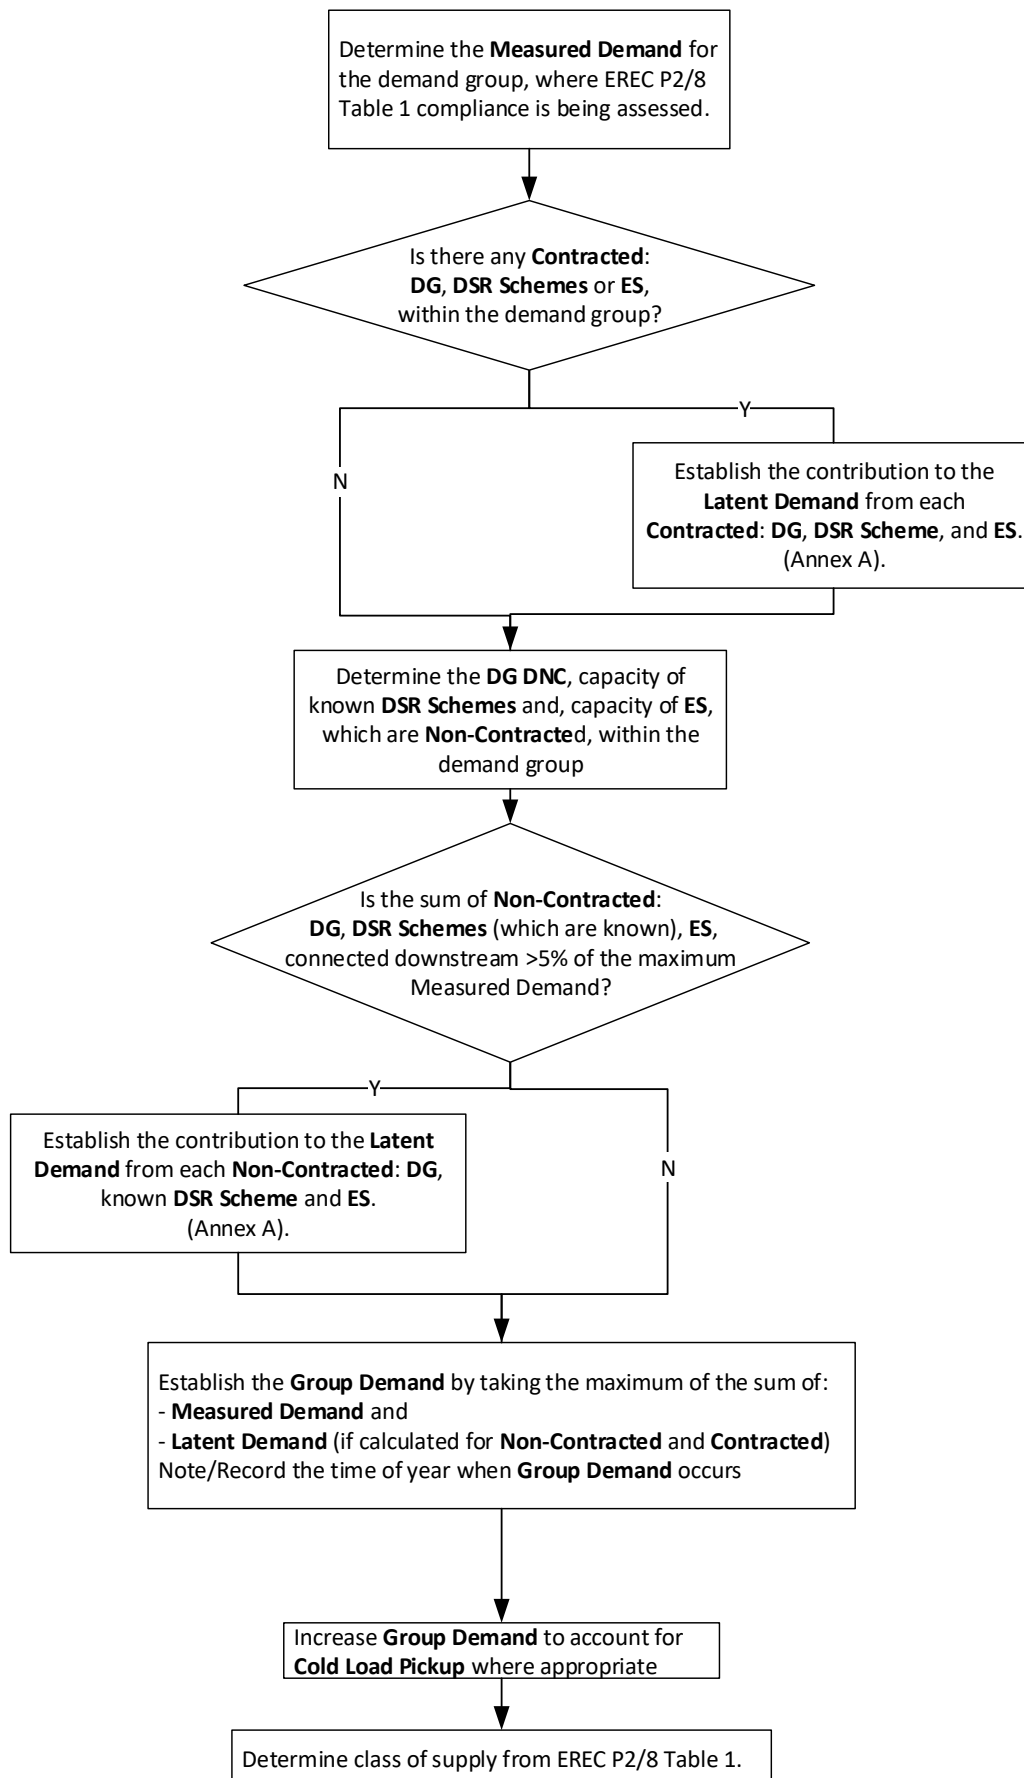 Determine the Measured Demand for
the demand group, where EREC P2/8
Table 1 compliance is being assessed.
Is there any Contracted:
DG, DSR Schemes or ES,
within the demand group?
Y
N
Establish the contribution to the
Latent Demand from each
Contracted: DG, DSR Scheme, and ES.
(Annex A).
Determine the DG DNC, capacity of
known DSR Schemes and, capacity of ES,
which are Non-Contracted, within the
demand group
Is the sum of Non-Contracted:
DG, DSR Schemes (which are known), ES,
connected downstream >5% of the maximum
Measured Demand?
Y
Establish the contribution to the Latent
Demand from each Non-Contracted: DG,
known DSR Scheme and ES.
(Annex A).
N
Establish the Group Demand by taking the maximum of the sum of:
- Measured Demand and
- Latent Demand (if calculated for Non-Contracted and Contracted)
Note/Record the time of year when Group Demand occurs
Increase Group Demand to account for
Cold Load Pickup where appropriate
Determine class of supply from EREC P2/8 Table 1.